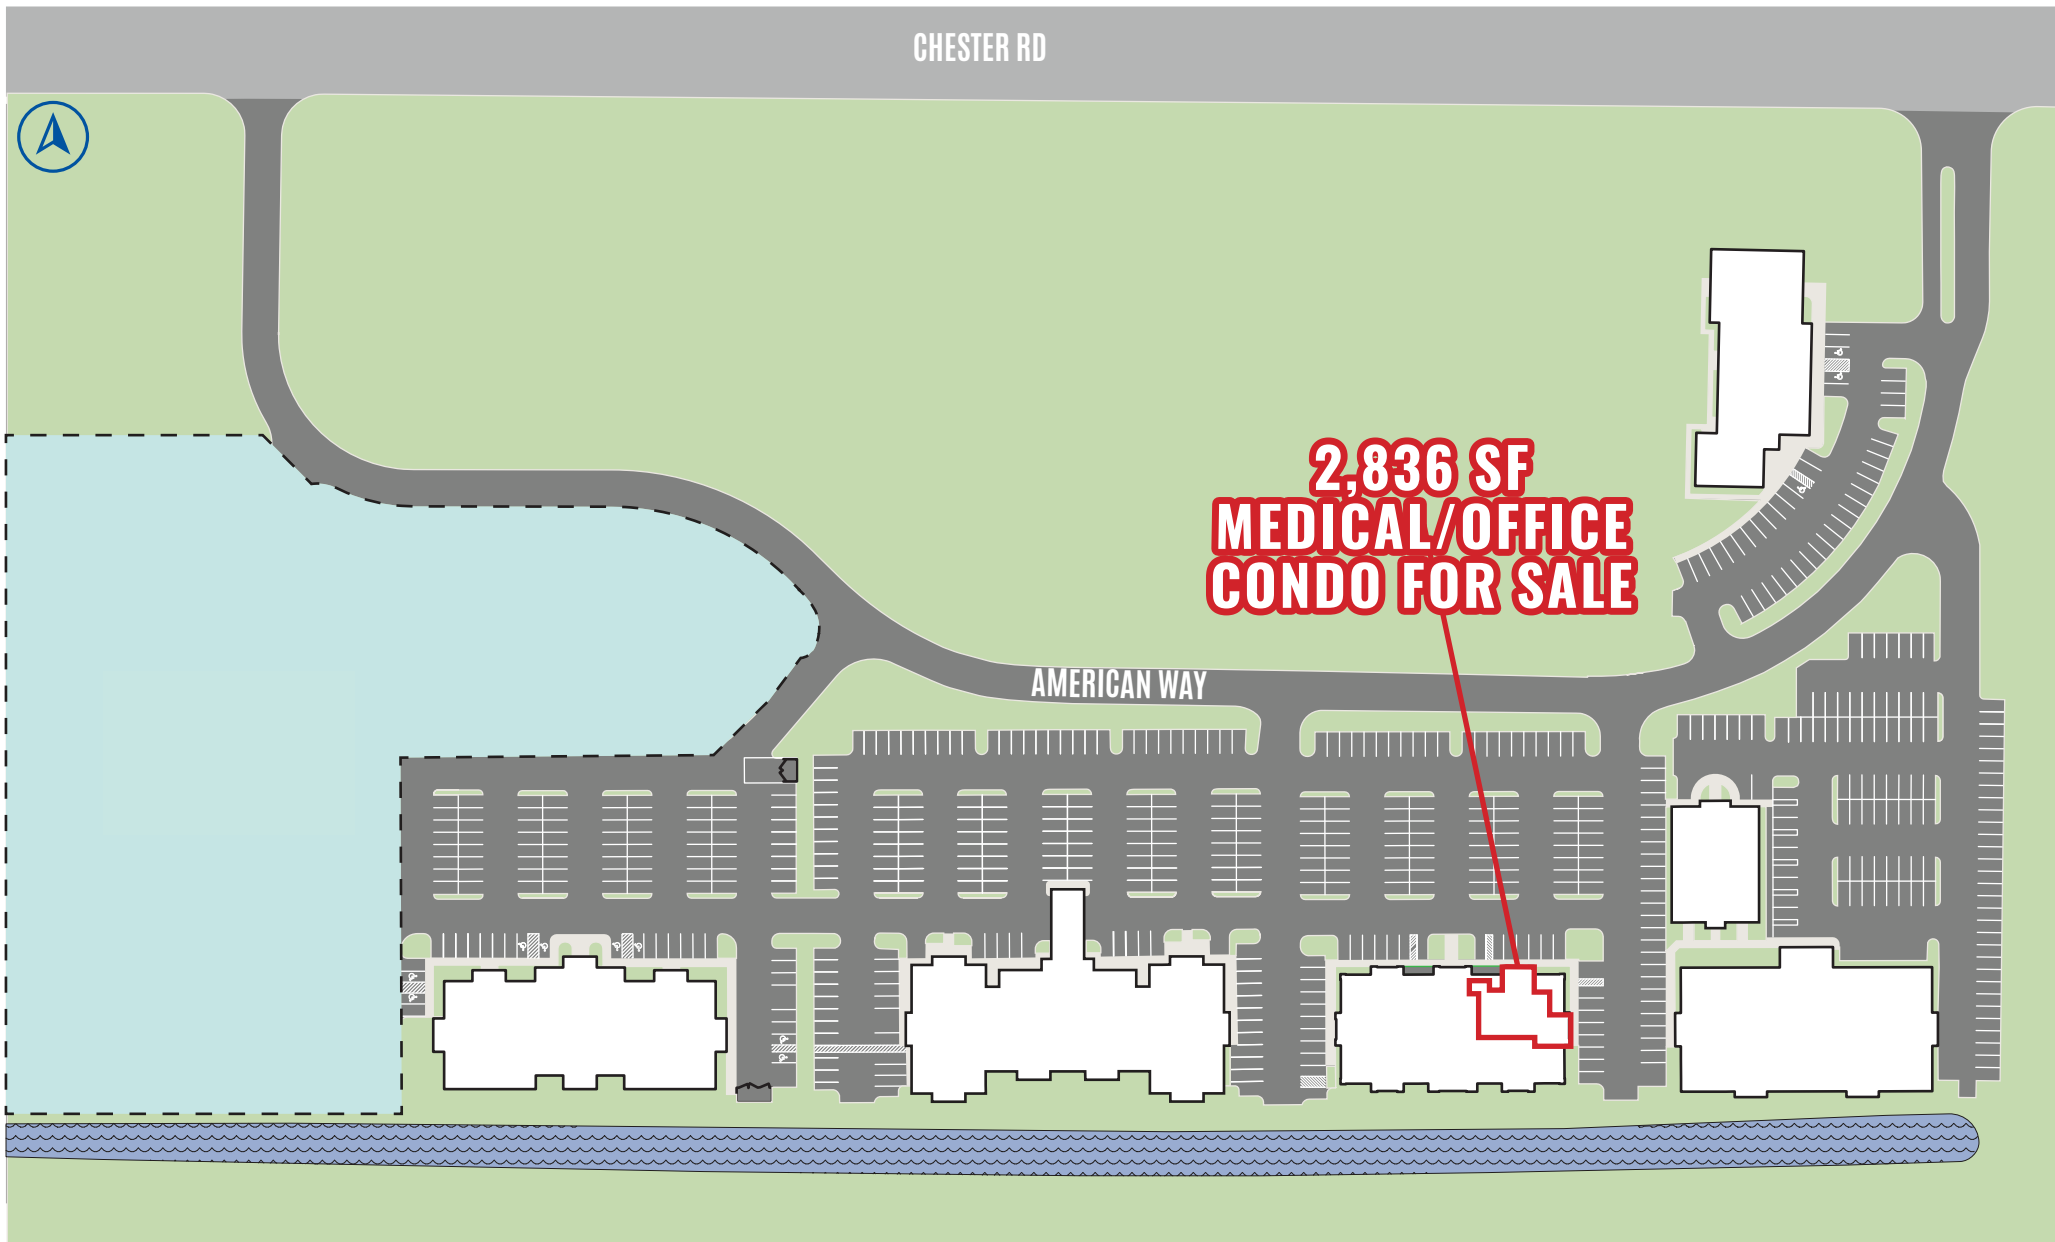 CHESTER RD
2,836 SF
MEDICAL/OFFICE
CONDO FOR SALE
AMERICAN WAY